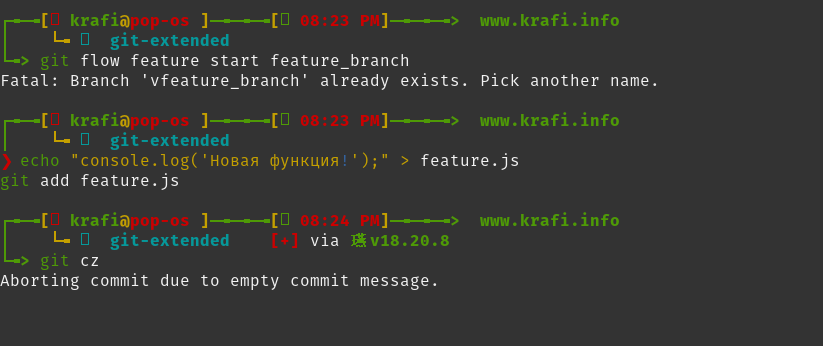 [ krafi@pop-os ][ 08:23 PM]> www.krafi.info
git-extended
> git flow feature start feature_branch
Fatal: Branch 'vfeature_branch' already exists. Pick another name.
[ krafi@pop-os ][ 08:23 PM]> www.krafi.info
git-extended
❯ echo "console.log('Новая функция!');" > feature.js
git add feature.js
[ krafi@pop-os ][ 08:24 PM]> www.krafi.info
git-extended [+] via v18.20.8
> git cz
Aborting commit due to empty commit message.